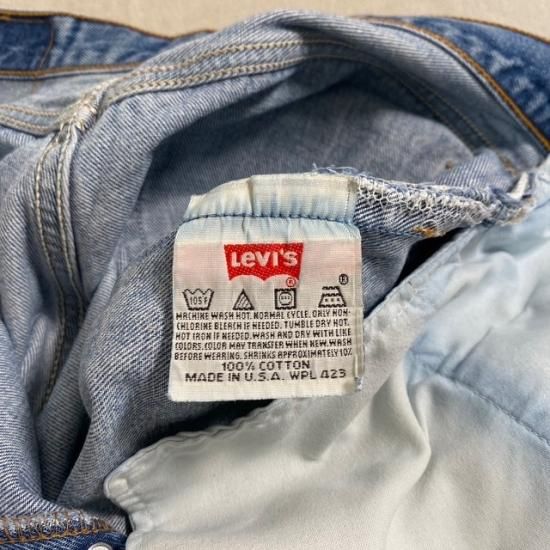 Levi's
®
105F
MACHINE WASH HOT. NORMAL CYCLE. ONLY NON-
CHLORINE BLEACH IF NEEDED. TUMBLE DRY HOT.
HOT IRON IF NEEDED. WASH AND DRY WITH LIKE
COLORS. COLOR MAY TRANSFER WHEN NEW. WASH
BEFORE WEARING. SHRINKS APPROXIMATELY 10%
100% COTTON
MADE IN U.S.A. WPL 423